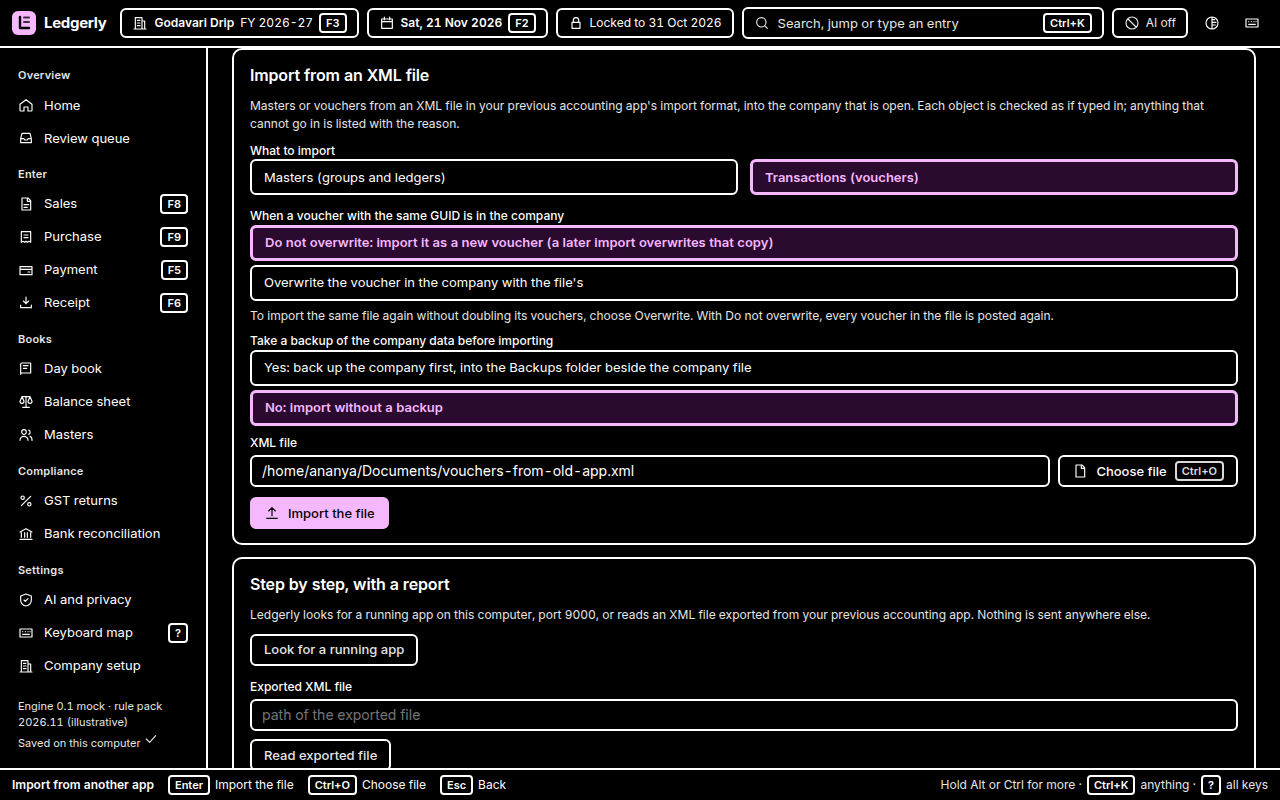 Ledgerly
Godavari Drip FY 2026-27 F3
Sat, 21 Nov 2026 F2
Locked to 31 Oct 2026
Search, jump or type an entry Ctrl+K
AI off
Overview
Home
Review queue
Enter
Sales F8
Purchase F9
Payment F5
Receipt F6
Books
Day book
Balance sheet
Masters
Compliance
GST returns
Bank reconciliation
Settings
AI and privacy
Keyboard map ?
Company setup
Engine 0.1 mock · rule pack
2026.11 (illustrative)
Saved on this computer
Import from an XML file
Masters or vouchers from an XML file in your previous accounting app's import format, into the company that is open. Each object is checked as if typed in; anything that
cannot go in is listed with the reason.
What to import
Masters (groups and ledgers)
Transactions (vouchers)
When a voucher with the same GUID is in the company
Do not overwrite: import it as a new voucher (a later import overwrites that copy)
Overwrite the voucher in the company with the file's
To import the same file again without doubling its vouchers, choose Overwrite. With Do not overwrite, every voucher in the file is posted again.
Take a backup of the company data before importing
Yes: back up the company first, into the Backups folder beside the company file
No: import without a backup
XML file
/home/ananya/Documents/vouchers-from-old-app.xml
Choose file Ctrl+O
Import the file
Step by step, with a report
Ledgerly looks for a running app on this computer, port 9000, or reads an XML file exported from your previous accounting app. Nothing is sent anywhere else.
Look for a running app
Exported XML file
path of the exported file
Read exported file
Import from another app Enter Import the file Ctrl+O Choose file Esc Back
Hold Alt or Ctrl for more · Ctrl+K anything · ? all keys